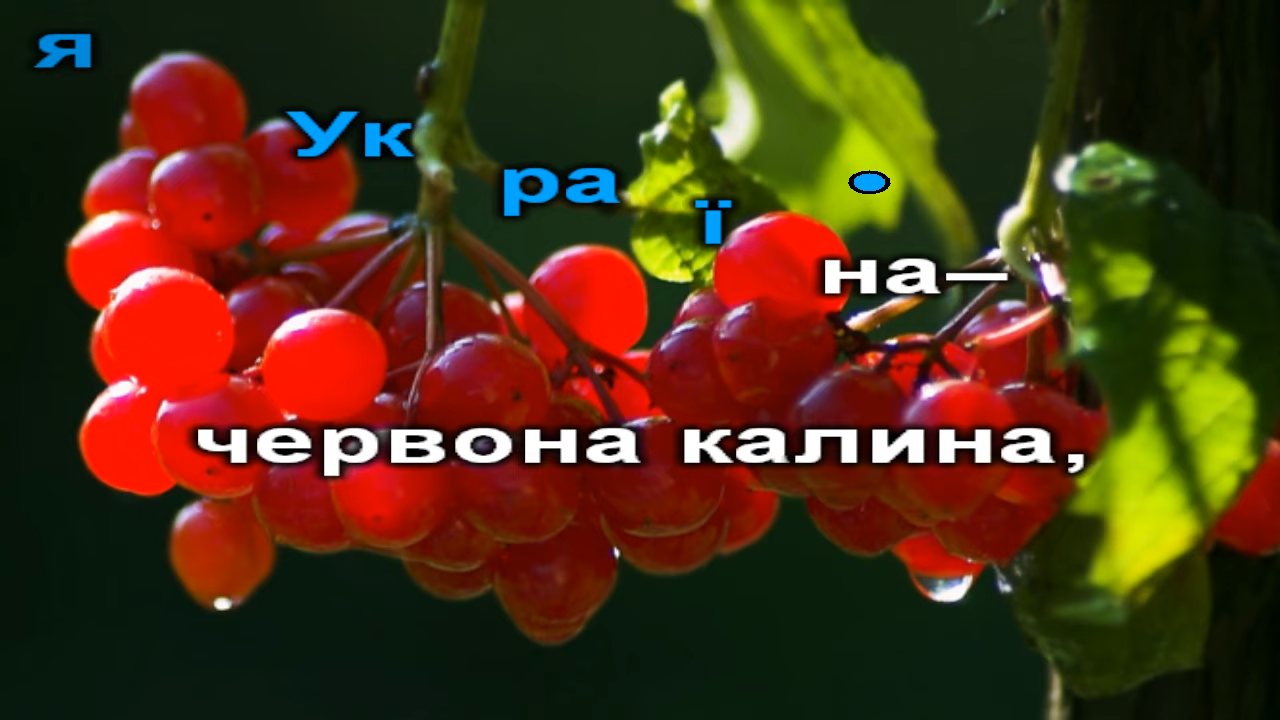 я
Ук
ра
ї
на–
червона калина,